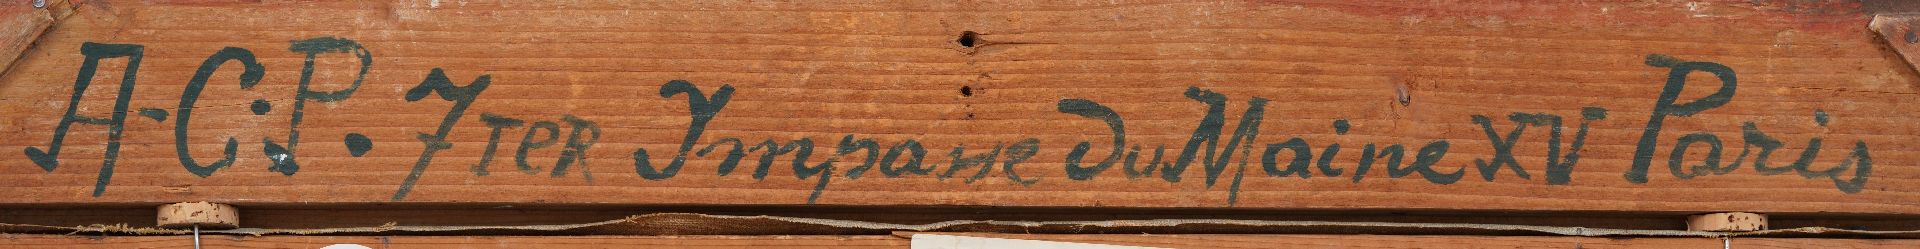 A-C.P. 7TER Impasse du Maine XV Paris